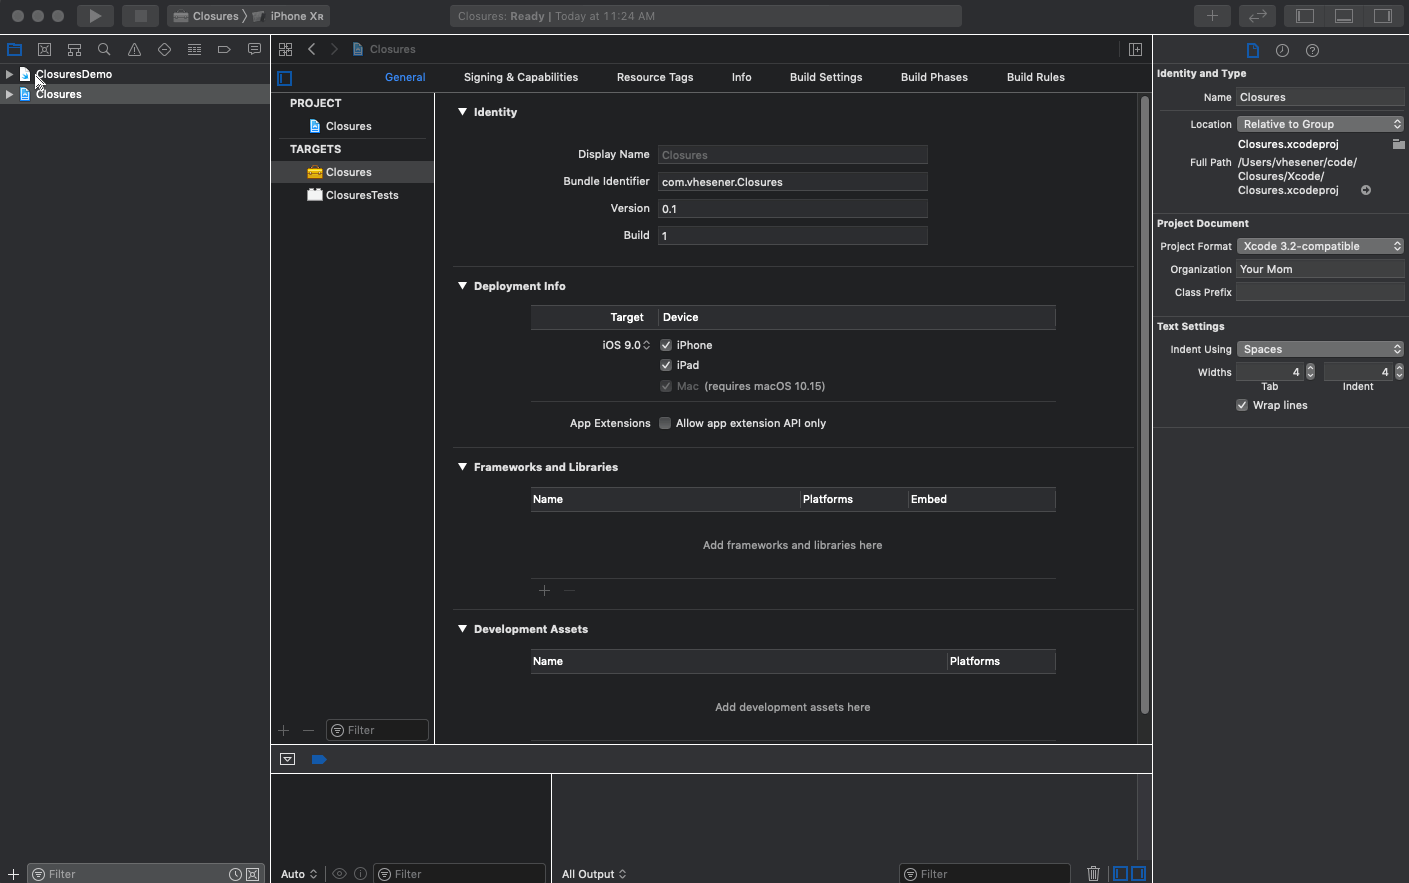 Closures 〉 iPhone XR
Closures: Ready | Today at 11:24 AM
ClosuresDemo
Closures
Closures
General
Signing & Capabilities
Resource Tags
Info
Build Settings
Build Phases
Build Rules
PROJECT
Closures
TARGETS
Closures
ClosuresTests
Filter
Identity
Display Name Closures
Bundle Identifier com.vhesener.Closures
Version 0.1
Build 1
Deployment Info
Target Device
iOS 9.0 iPhone
iPad
Mac (requires macOS 10.15)
App Extensions Allow app extension API only
Frameworks and Libraries
Name Platforms Embed
Add frameworks and libraries here
Development Assets
Name Platforms
Add development assets here
Identity and Type
Name Closures
Location Relative to Group
Closures.xcodeproj
Full Path /Users/vhesener/code/
Closures/Xcode/
Closures.xcodeproj
Project Document
Project Format Xcode 3.2-compatible
Organization Your Mom
Class Prefix
Text Settings
Indent Using Spaces
Widths 4 4
Tab Indent
Wrap lines
Filter
Auto
Filter
All Output
Filter